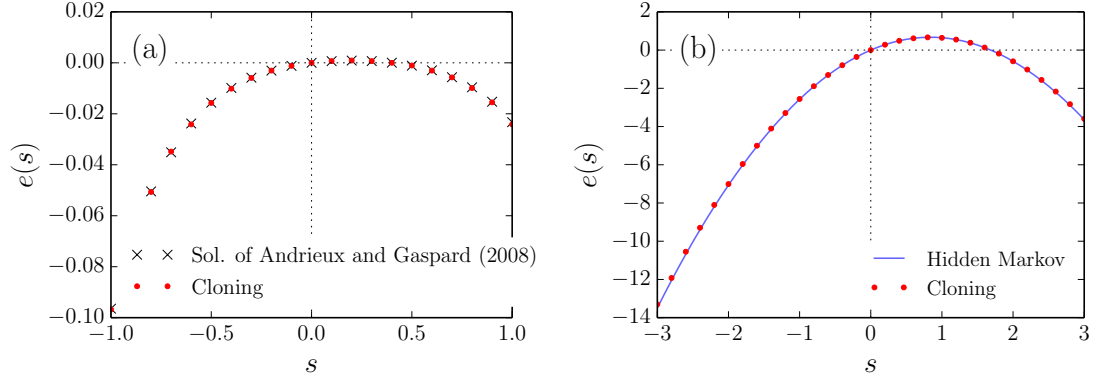 (a)
0.02
0.00
−0.02
−0.04
−0.06
−0.08
−0.10
e(s)
× × Sol. of Andrieux and Gaspard (2008)
Cloning
−1.0 −0.5 0.0 0.5 1.0
s
(b)
2
0
−2
−4
−6
−8
−10
−12
−14
e(s)
Hidden Markov
Cloning
−3 −2 −1 0 1 2 3
s